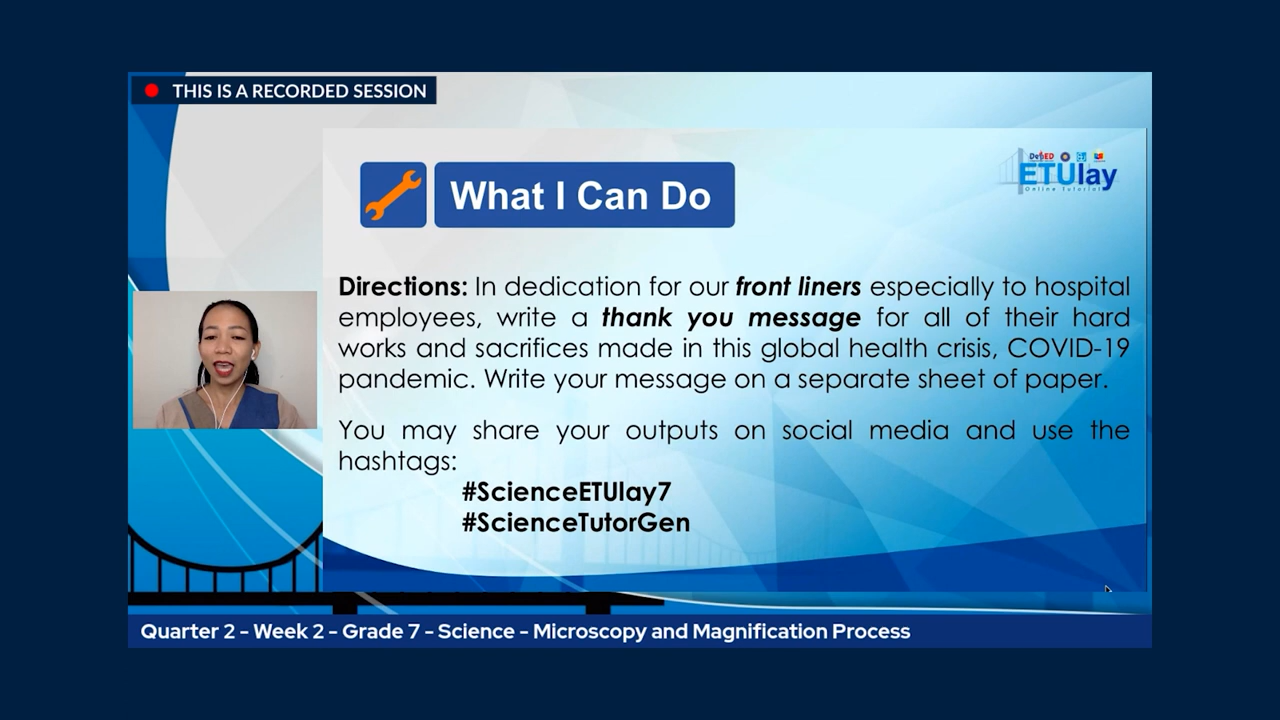 THIS IS A RECORDED SESSION
DepED
ETUlay
Online Tutorial
What I Can Do
Directions: In dedication for our front liners especially to hospital
employees, write a thank you message for all of their hard
works and sacrifices made in this global health crisis, COVID-19
pandemic. Write your message on a separate sheet of paper.
You may share your outputs on social media and use the
hashtags:
#ScienceETUlay7
#ScienceTutorGen
Quarter 2 - Week 2 - Grade 7 - Science - Microscopy and Magnification Process